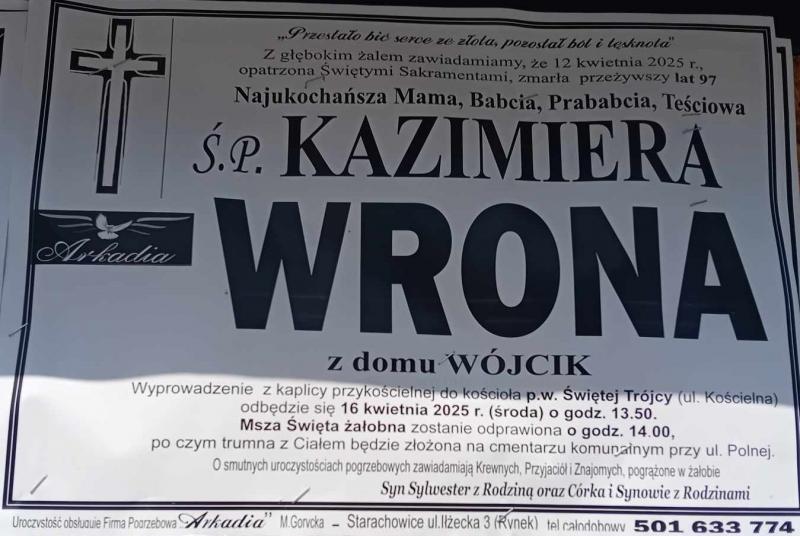 „Przestało bić serce ze złota, pozostał ból i tęsknota"
Z głębokim żalem zawiadamiamy, że 12 kwietnia 2025 r.,
opatrzona Świętymi Sakramentami, zmarła przeżywszy lat 97
Najukochańsza Mama, Babcia, Prababcia, Teściowa
Ś.P. KAZIMIERA
Arkadia
WRONA
z domu WÓJCIK
Wyprowadzenie z kaplicy przykościelnej do kościoła p.w. Świętej Trójcy (ul. Kościelna)
odbędzie się 16 kwietnia 2025 r. (środa) o godz. 13.50.
Msza Święta żałobna zostanie odprawiona o godz. 14.00,
po czym trumna z Ciałem będzie złożona na cmentarzu komunalnym przy ul. Polnej.
O smutnych uroczystościach pogrzebowych zawiadamiają Krewnych, Przyjaciół i Znajomych, pogrążone w żałobie
Syn Sylwester z Rodziną oraz Córka i Synowie z Rodzinami
Uroczystość obsługuje Firma Pogrzebowa "Arkadia" M.Gorycka – Starachowice ul.Iłżecka 3 (Rynek) tel.całodobowy 501 633 774